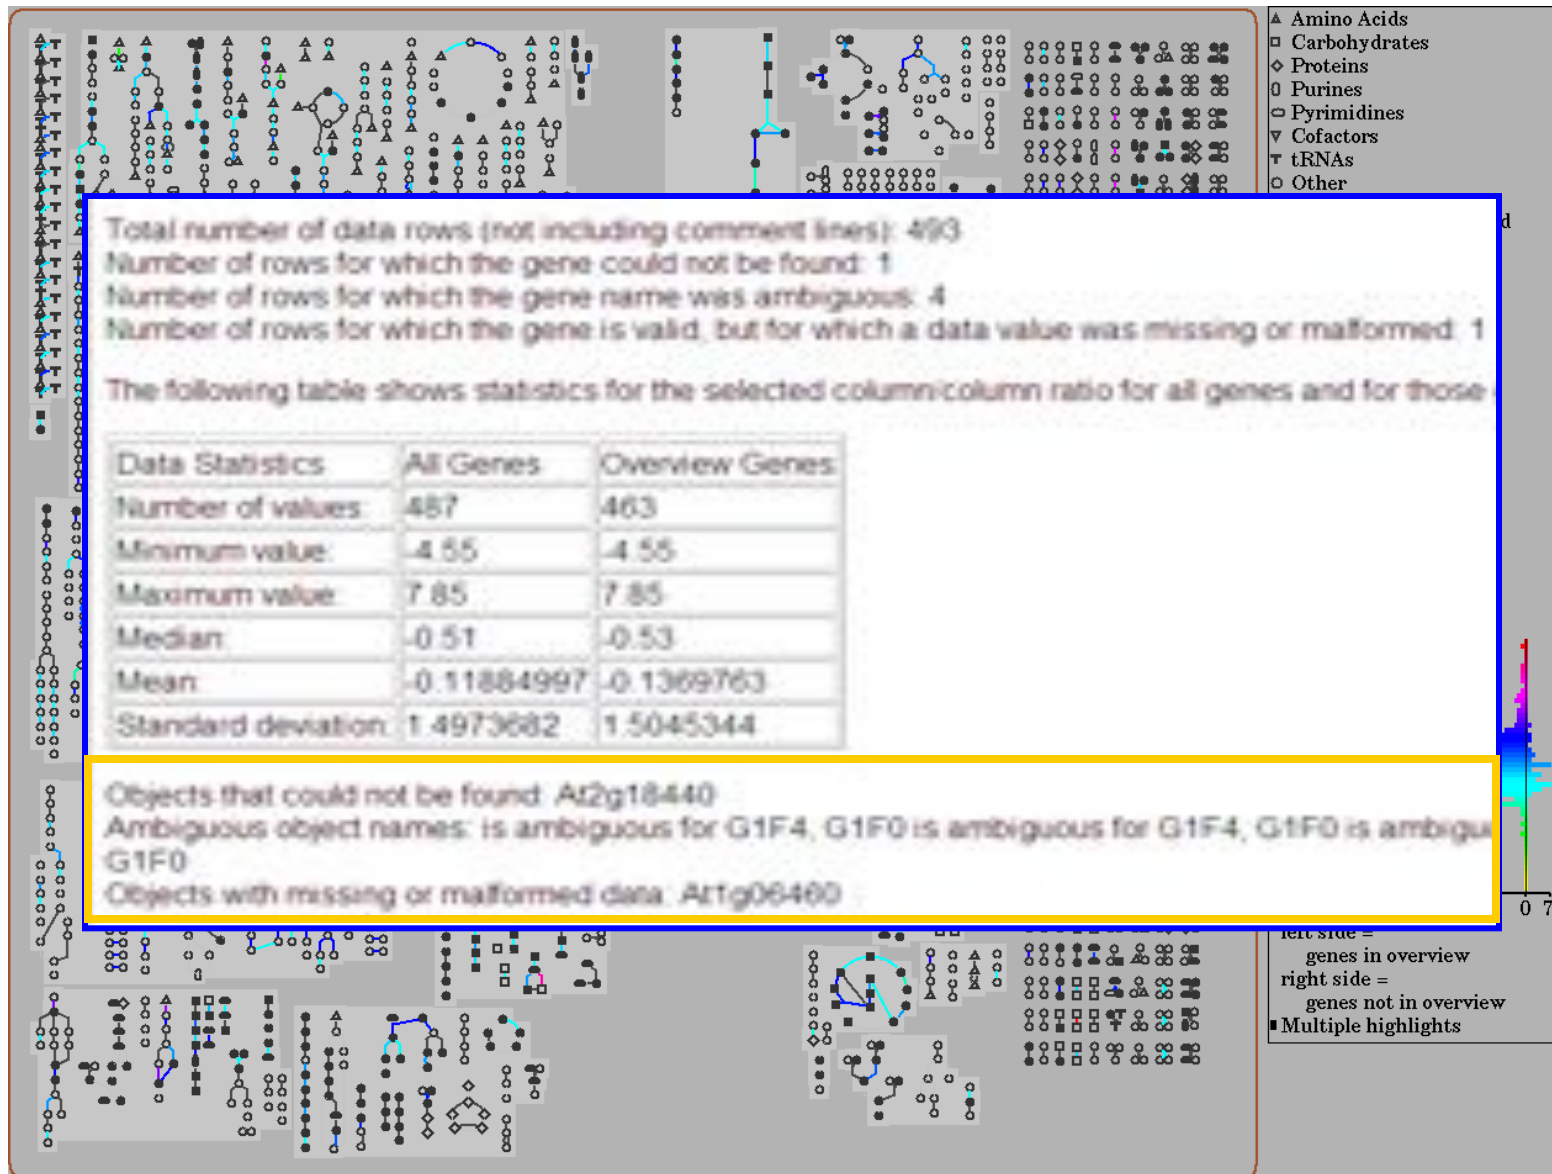 Amino Acids
Carbohydrates
Proteins
Purines
Pyrimidines
Cofactors
tRNAs
Other
d
Total number of data rows (not including comment lines): 493
Number of rows for which the gene could not be found: 1
Number of rows for which the gene name was ambiguous: 4
Number of rows for which the gene is valid, but for which a data value was missing or malformed: 1
The following table shows statistics for the selected column/column ratio for all genes and for those
Data Statistics All Genes Overview Genes
Number of values: 487 463
Minimum value: -4.55 -4.55
Maximum value: 7.85 7.85
Median: -0.51 -0.53
Mean: -0.11884997 -0.1369763
Standard deviation: 1.4973682 1.5045344
Objects that could not be found: At2g18440
Ambiguous object names: is ambiguous for G1F4, G1F0 is ambiguous for G1F4, G1F0 is ambigu
G1F0
Objects with missing or malformed data: At1g06460
0 7
left side =
genes in overview
right side =
genes not in overview
Multiple highlights